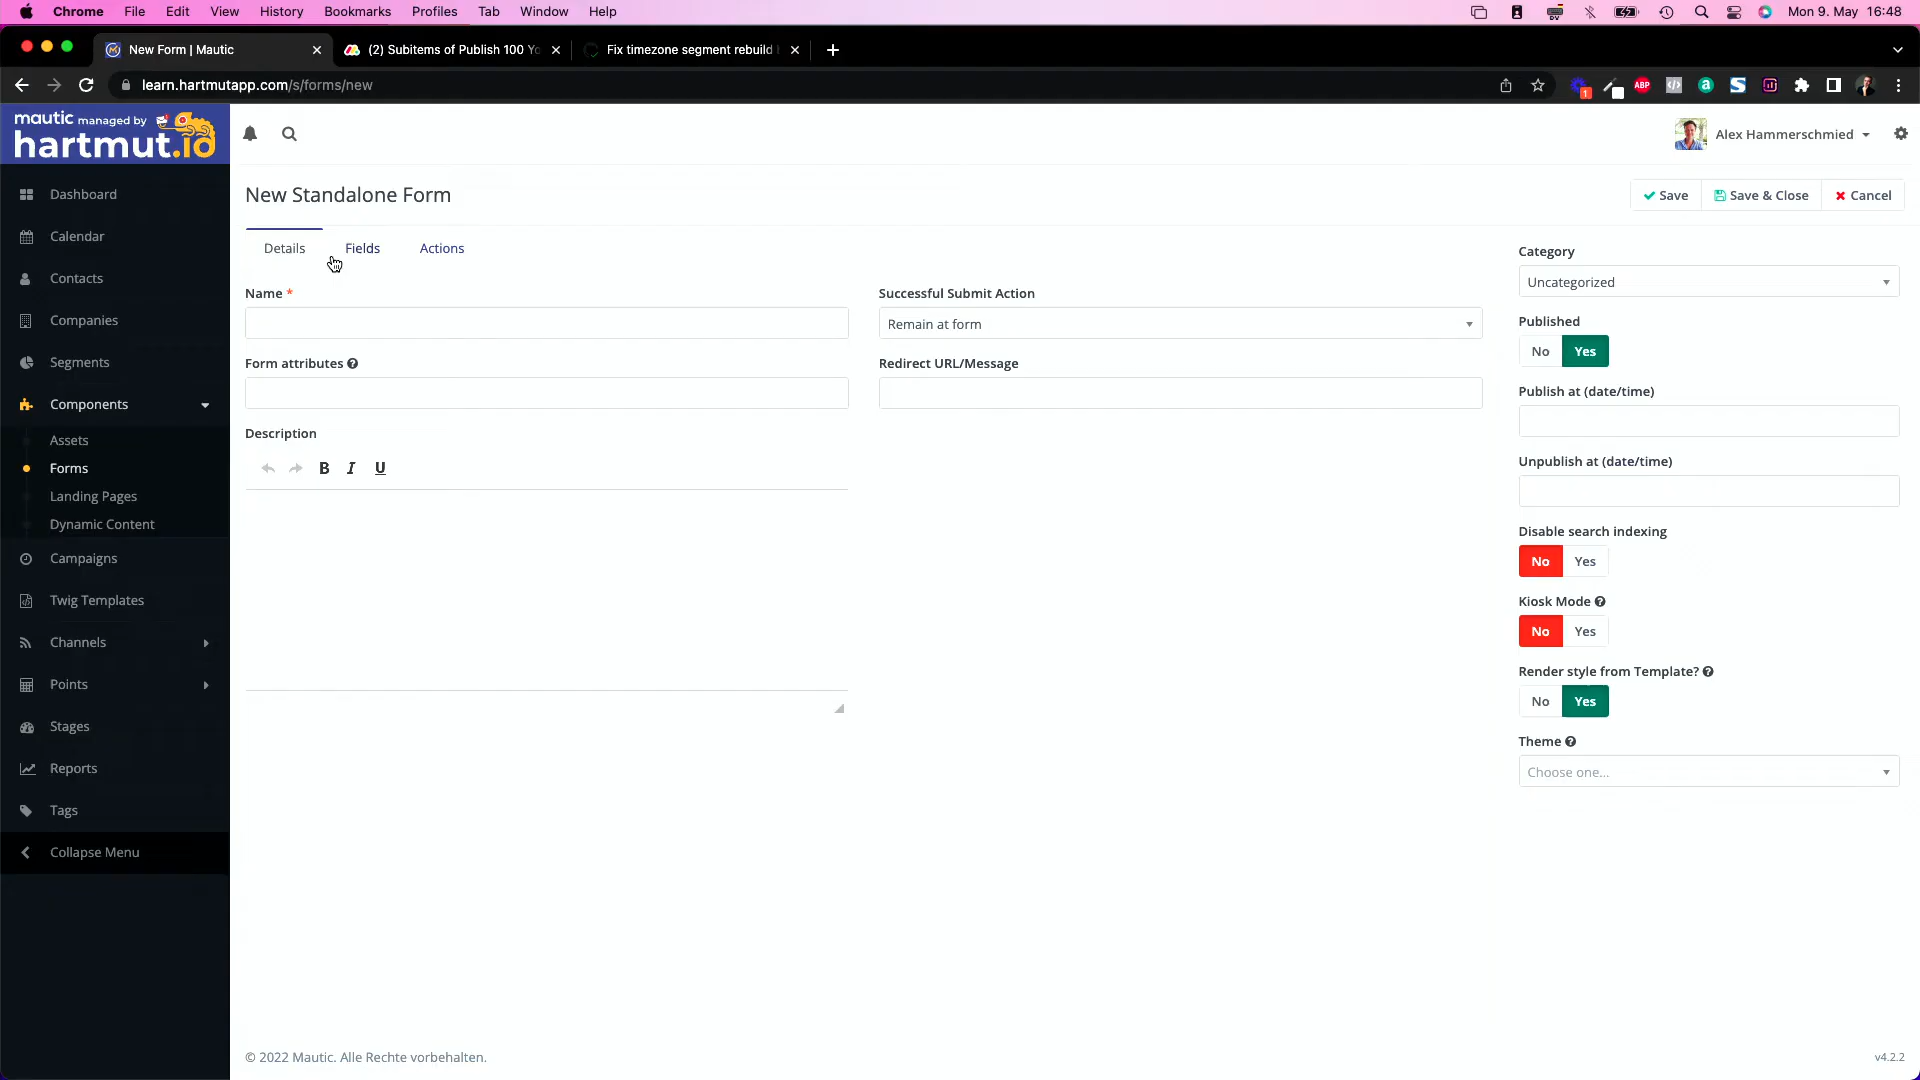 Chrome File Edit View History Bookmarks Profiles Tab Window Help Mon 9. May 16:48
New Form | Mautic (2) Subitems of Publish 100 Yo Fix timezone segment rebuild
learn.hartmutapp.com/s/forms/new
ABP
1
mautic managed by
hartmut.io
Alex Hammerschmied
Dashboard
Calendar
Contacts
Companies
Segments
Components
Assets
Forms
Landing Pages
Dynamic Content
Campaigns
Twig Templates
Channels
Points
Stages
Reports
Tags
Collapse Menu
New Standalone Form
Save Save & Close Cancel
Details Fields Actions
Name *
Form attributes
Description
B I U
Successful Submit Action
Remain at form
Redirect URL/Message
Category
Uncategorized
Published
No Yes
Publish at (date/time)
Unpublish at (date/time)
Disable search indexing
No Yes
Kiosk Mode
No Yes
Render style from Template?
No Yes
Theme
Choose one...
© 2022 Mautic. Alle Rechte vorbehalten.
v4.2.2